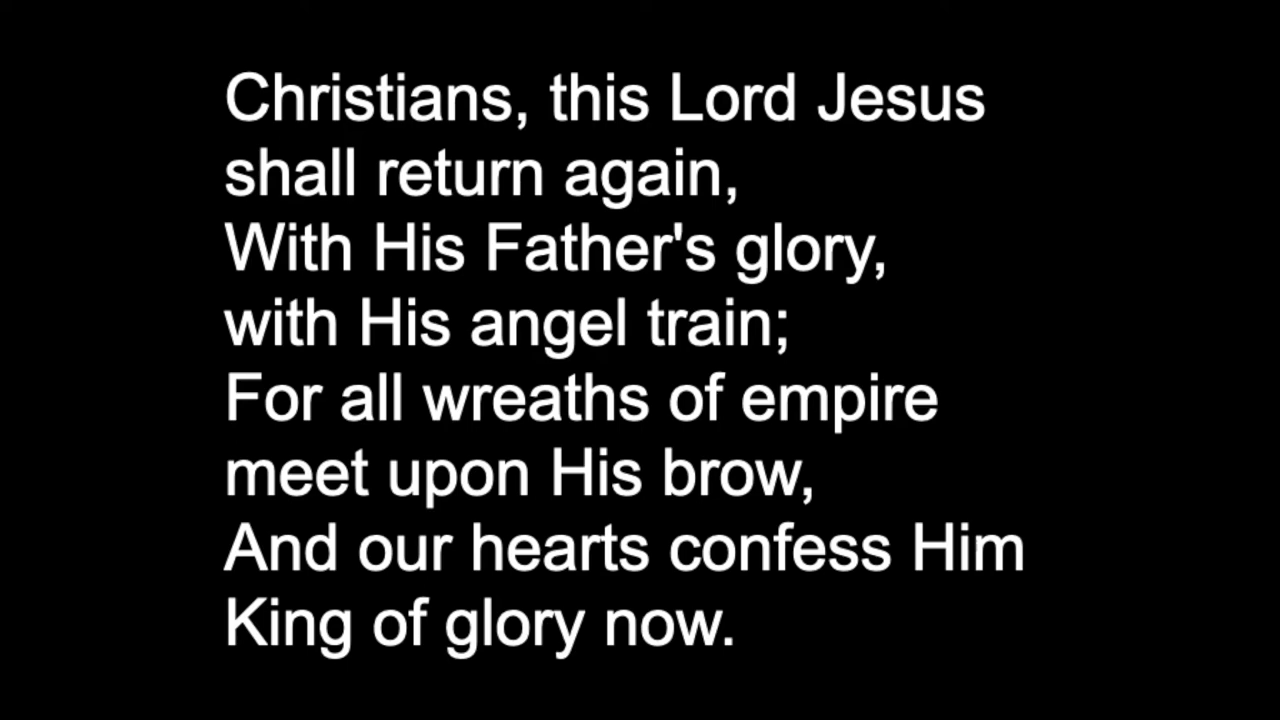 Christians, this Lord Jesus
shall return again,
With His Father's glory,
with His angel train;
For all wreaths of empire
meet upon His brow,
And our hearts confess Him
King of glory now.